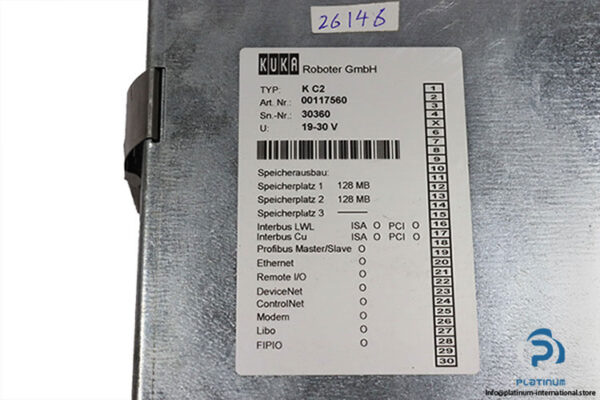 26146
KUKA Roboter GmbH
TYP: K C2
Art. Nr.: 00117560
Sn.-Nr.: 30360
U: 19-30 V
Speicherausbau:
Speicherplatz 1 128 MB
Speicherplatz 2 128 MB
Speicherplatz 3 ——
Interbus LWL ISA O PCI O
Interbus Cu ISA O PCI O
Profibus Master/Slave O
Ethernet O
Remote I/O O
DeviceNet O
ControlNet O
Modem O
Libo O
FIPIO O
1
2
3
4
X
6
7
8
9
10
11
12
13
14
15
16
17
18
19
20
21
22
23
24
25
26
27
28
29
30
PLATINUM
https://platinum-international.store